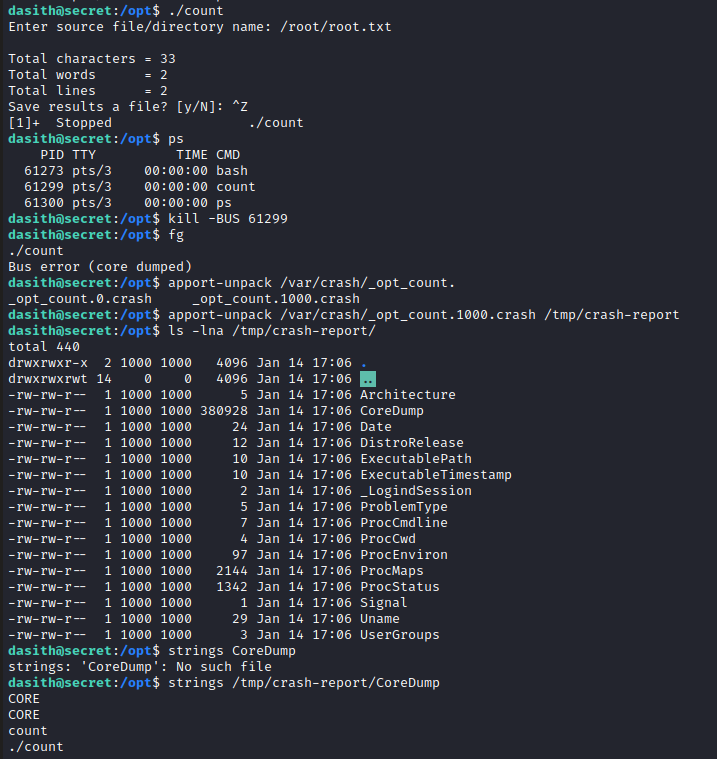 dasith@secret:/opt$ ./count
Enter source file/directory name: /root/root.txt

Total characters = 33
Total words      = 2
Total lines      = 2
Save results a file? [y/N]: ^Z
[1]+  Stopped                 ./count
dasith@secret:/opt$ ps
    PID TTY          TIME CMD
  61273 pts/3    00:00:00 bash
  61299 pts/3    00:00:00 count
  61300 pts/3    00:00:00 ps
dasith@secret:/opt$ kill -BUS 61299
dasith@secret:/opt$ fg
./count
Bus error (core dumped)
dasith@secret:/opt$ apport-unpack /var/crash/_opt_count.
_opt_count.0.crash     _opt_count.1000.crash
dasith@secret:/opt$ apport-unpack /var/crash/_opt_count.1000.crash /tmp/crash-report
dasith@secret:/opt$ ls -lna /tmp/crash-report/
total 440
drwxrwxr-x  2 1000 1000   4096 Jan 14 17:06 .
drwxrwxrwt 14    0    0   4096 Jan 14 17:06 ..
-rw-rw-r--  1 1000 1000      5 Jan 14 17:06 Architecture
-rw-rw-r--  1 1000 1000 380928 Jan 14 17:06 CoreDump
-rw-rw-r--  1 1000 1000     24 Jan 14 17:06 Date
-rw-rw-r--  1 1000 1000     12 Jan 14 17:06 DistroRelease
-rw-rw-r--  1 1000 1000     10 Jan 14 17:06 ExecutablePath
-rw-rw-r--  1 1000 1000     10 Jan 14 17:06 ExecutableTimestamp
-rw-rw-r--  1 1000 1000      2 Jan 14 17:06 _LogindSession
-rw-rw-r--  1 1000 1000      5 Jan 14 17:06 ProblemType
-rw-rw-r--  1 1000 1000      7 Jan 14 17:06 ProcCmdline
-rw-rw-r--  1 1000 1000      4 Jan 14 17:06 ProcCwd
-rw-rw-r--  1 1000 1000     97 Jan 14 17:06 ProcEnviron
-rw-rw-r--  1 1000 1000   2144 Jan 14 17:06 ProcMaps
-rw-rw-r--  1 1000 1000   1342 Jan 14 17:06 ProcStatus
-rw-rw-r--  1 1000 1000      1 Jan 14 17:06 Signal
-rw-rw-r--  1 1000 1000     29 Jan 14 17:06 Uname
-rw-rw-r--  1 1000 1000      3 Jan 14 17:06 UserGroups
dasith@secret:/opt$ strings CoreDump
strings: 'CoreDump': No such file
dasith@secret:/opt$ strings /tmp/crash-report/CoreDump
CORE
CORE
count
./count